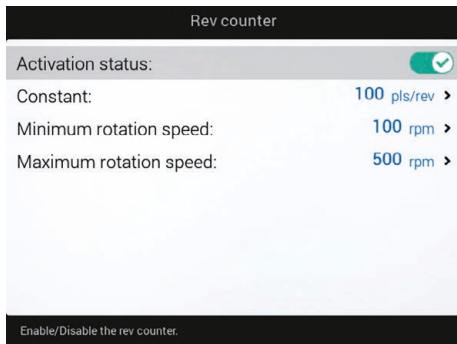 Rev counter
Activation status:
Constant: 100 pls/rev >
Minimum rotation speed: 100 rpm >
Maximum rotation speed: 500 rpm >
Enable/Disable the rev counter.